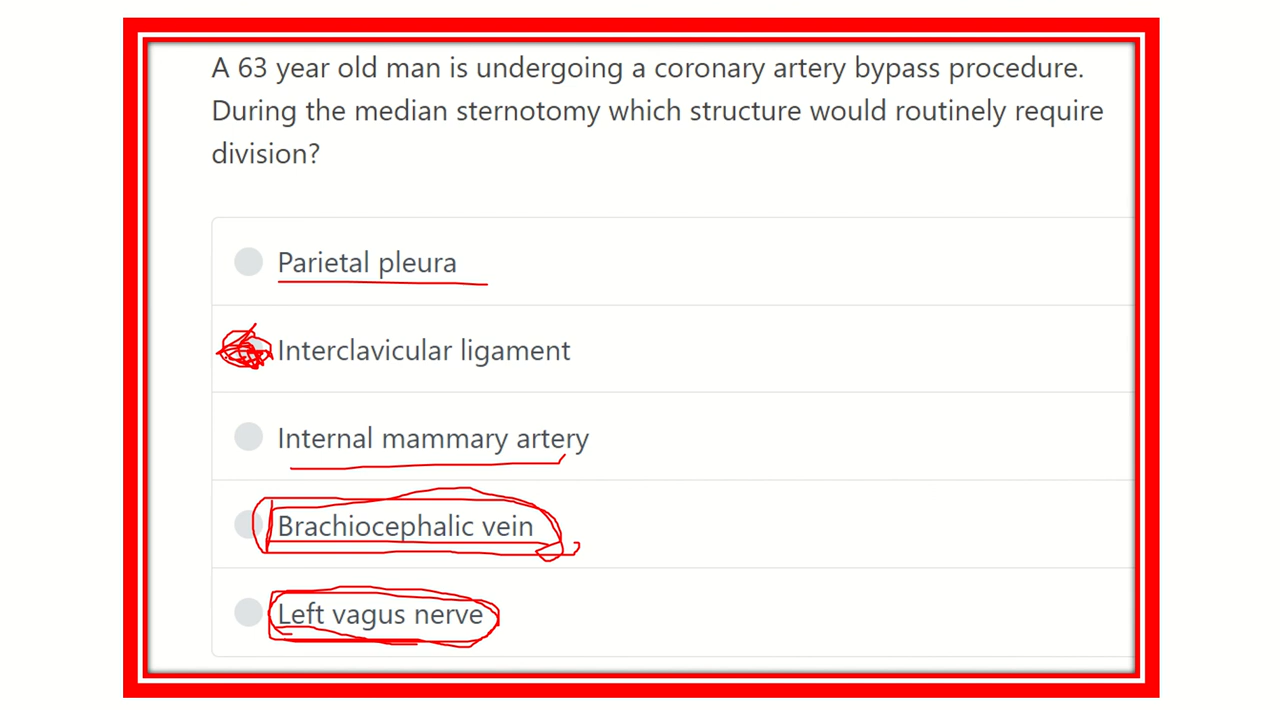 A 63 year old man is undergoing a coronary artery bypass procedure.
During the median sternotomy which structure would routinely require
division?
Parietal pleura
Interclavicular ligament
Internal mammary artery
Brachiocephalic vein
Left vagus nerve